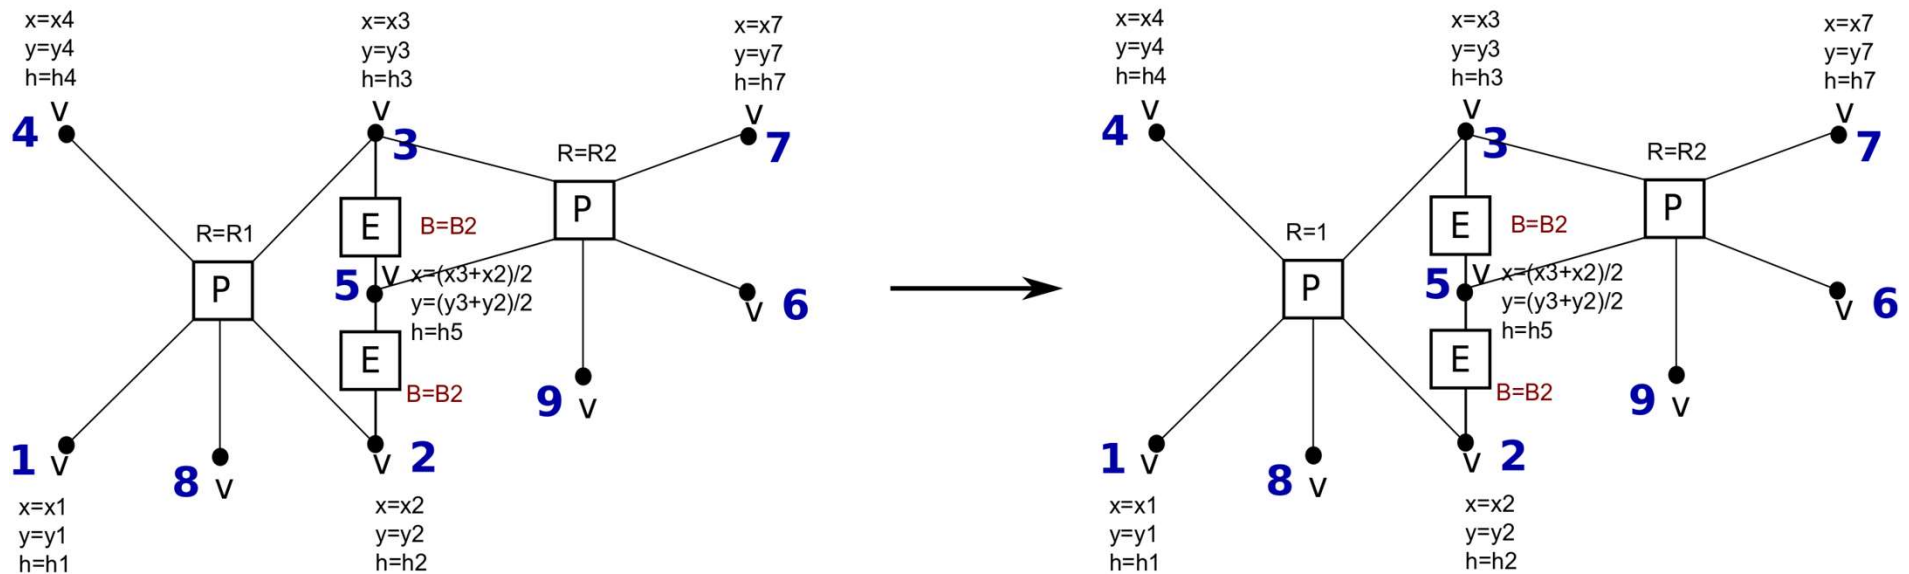 x=x4
y=y4
h=h4
V
4
x=x3
y=y3
h=h3
V
3
x=x7
y=y7
h=h7
V
7
R=R1
P
R=R2
P
E
B=B2
5
V
x=(x3+x2)/2
y=(y3+y2)/2
h=h5
E
B=B2
V
6
9
V
1
V
x=x1
y=y1
h=h1
8
V
V
2
x=x2
y=y2
h=h2
x=x4
y=y4
h=h4
V
4
x=x3
y=y3
h=h3
V
3
x=x7
y=y7
h=h7
V
7
R=1
P
R=R2
P
E
B=B2
5
V
x=(x3+x2)/2
y=(y3+y2)/2
h=h5
E
B=B2
V
6
9
V
1
V
x=x1
y=y1
h=h1
8
V
V
2
x=x2
y=y2
h=h2